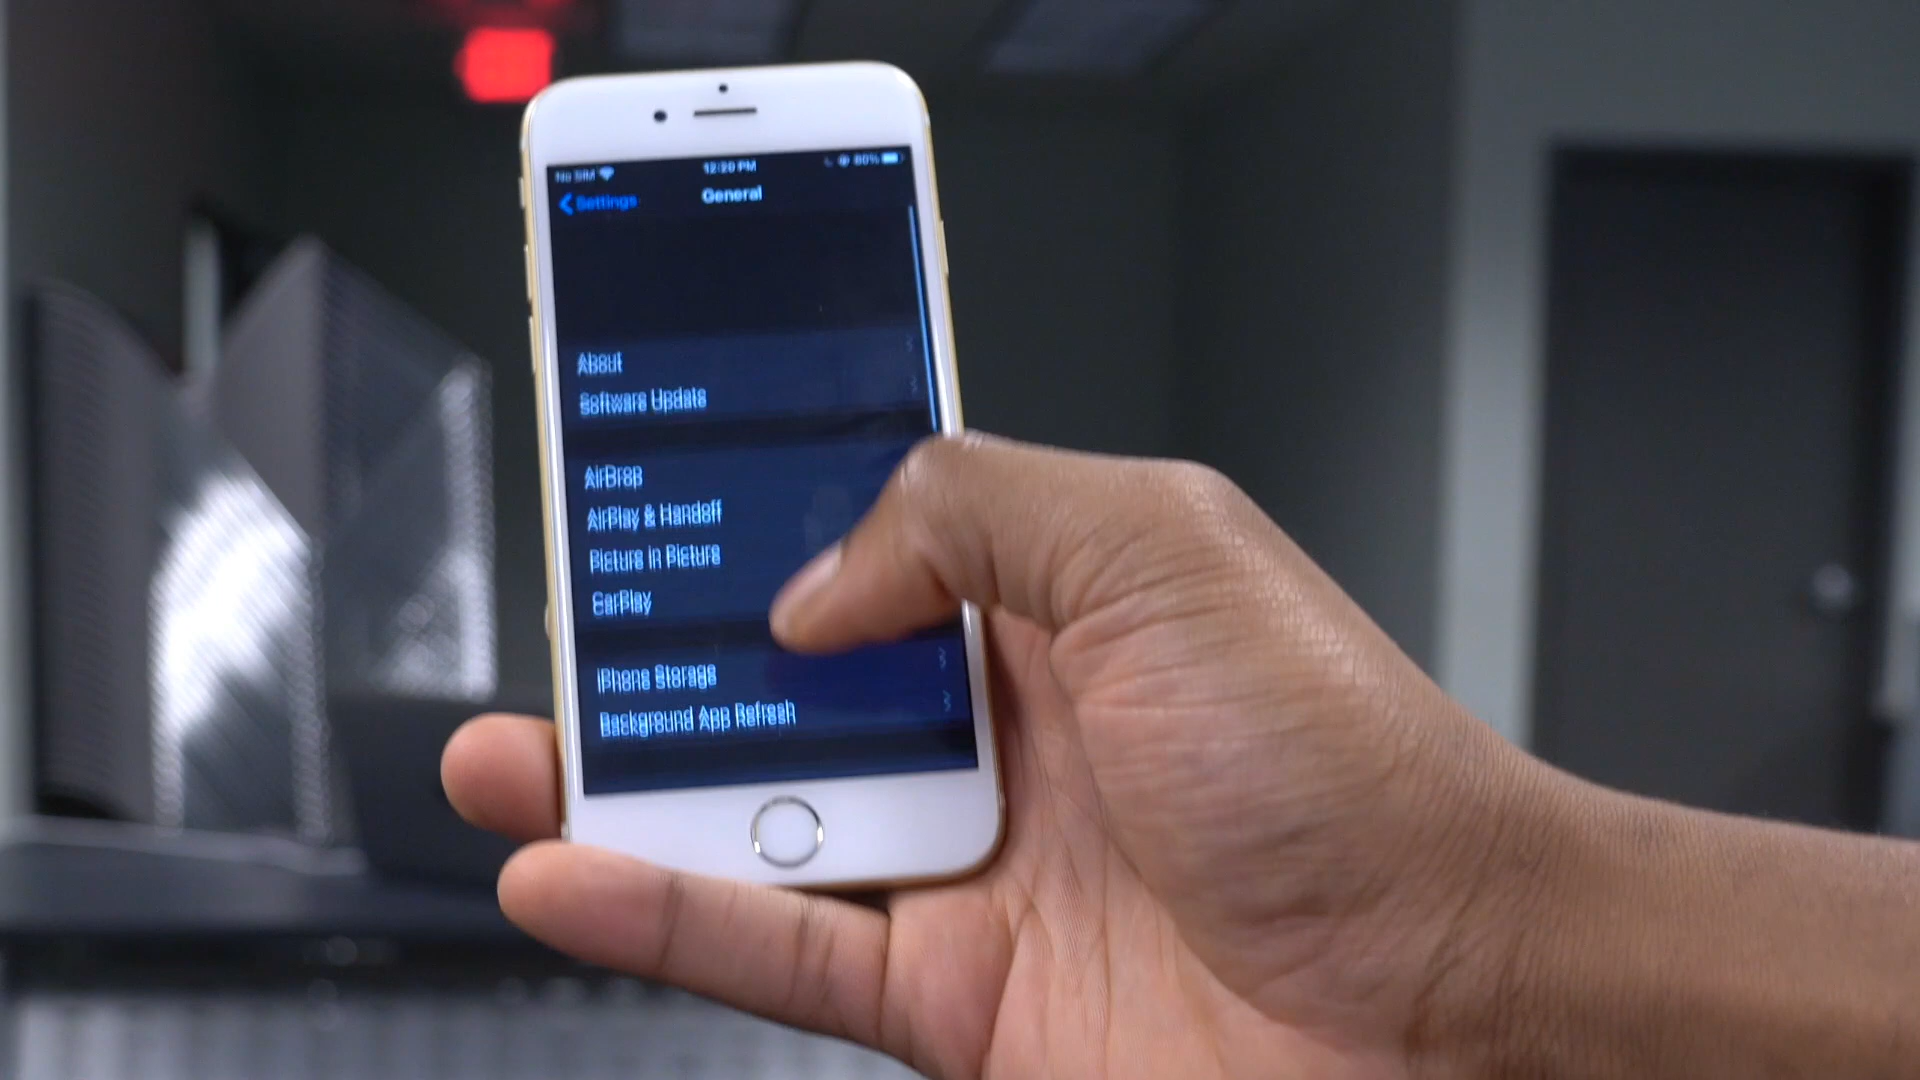 No SIM 12:20 PM 80%
Settings General
About
Software Update
AirDrop
AirPlay & Handoff
Picture in Picture
CarPlay
iPhone Storage
Background App Refresh